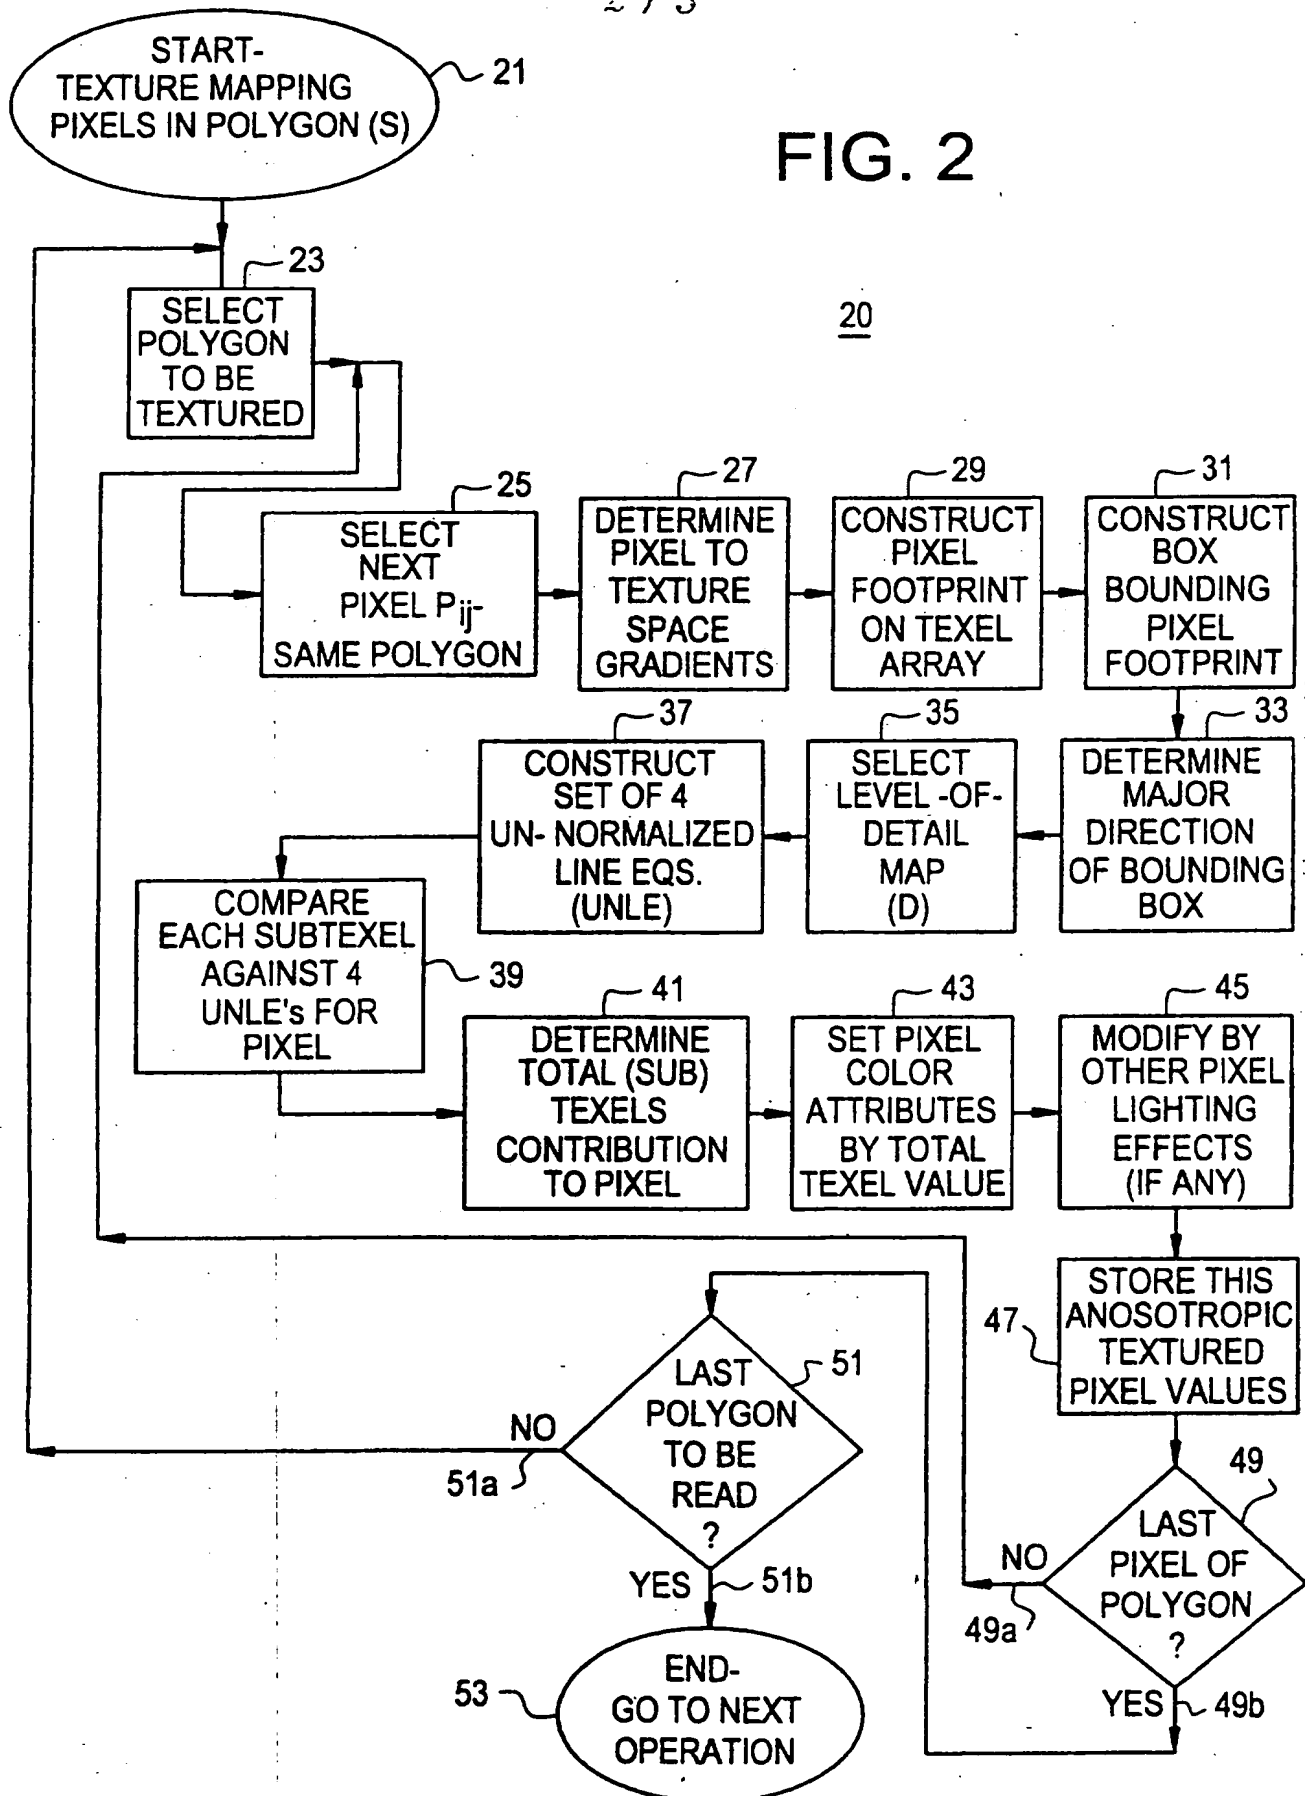 2 / 3
START-
TEXTURE MAPPING
PIXELS IN POLYGON (S)
21
FIG. 2
20
23
SELECT
POLYGON
TO BE
TEXTURED
25
SELECT
NEXT
PIXEL Pij-
SAME POLYGON
27
DETERMINE
PIXEL TO
TEXTURE
SPACE
GRADIENTS
29
CONSTRUCT
PIXEL
FOOTPRINT
ON TEXEL
ARRAY
31
CONSTRUCT
BOX
BOUNDING
PIXEL
FOOTPRINT
33
DETERMINE
MAJOR
DIRECTION
OF BOUNDING
BOX
35
SELECT
LEVEL -OF-
DETAIL
MAP
(D)
37
CONSTRUCT
SET OF 4
UN- NORMALIZED
LINE EQS.
(UNLE)
COMPARE
EACH SUBTEXEL
AGAINST 4
UNLE's FOR
PIXEL
39
41
DETERMINE
TOTAL (SUB)
TEXELS
CONTRIBUTION
TO PIXEL
43
SET PIXEL
COLOR
ATTRIBUTES
BY TOTAL
TEXEL VALUE
45
MODIFY BY
OTHER PIXEL
LIGHTING
EFFECTS
(IF ANY)
47
STORE THIS
ANOSOTROPIC
TEXTURED
PIXEL VALUES
49
LAST
PIXEL OF
POLYGON
?
NO
49a
YES
49b
51
LAST
POLYGON
TO BE
READ
?
NO
51a
YES
51b
53
END-
GO TO NEXT
OPERATION